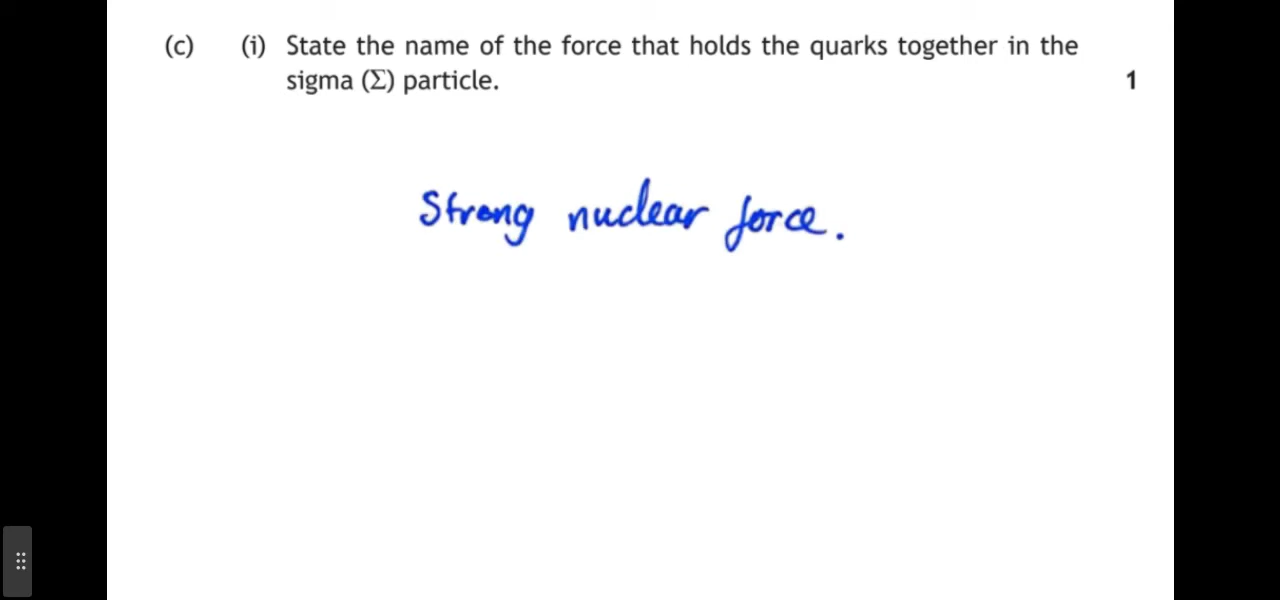 (c) (i) State the name of the force that holds the quarks together in the
sigma (Σ) particle. 1
Strong nuclear force.